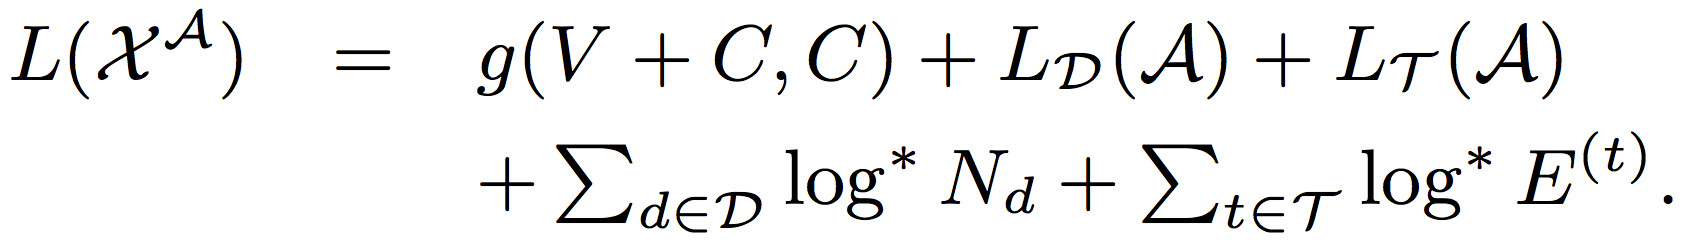 L(𝒳^𝒜) = g(V + C, C) + L_𝒟(𝒜) + L_𝒯(𝒜)
+ ∑_{d∈𝒟} log* N_d + ∑_{t∈𝒯} log* E^{(t)}.